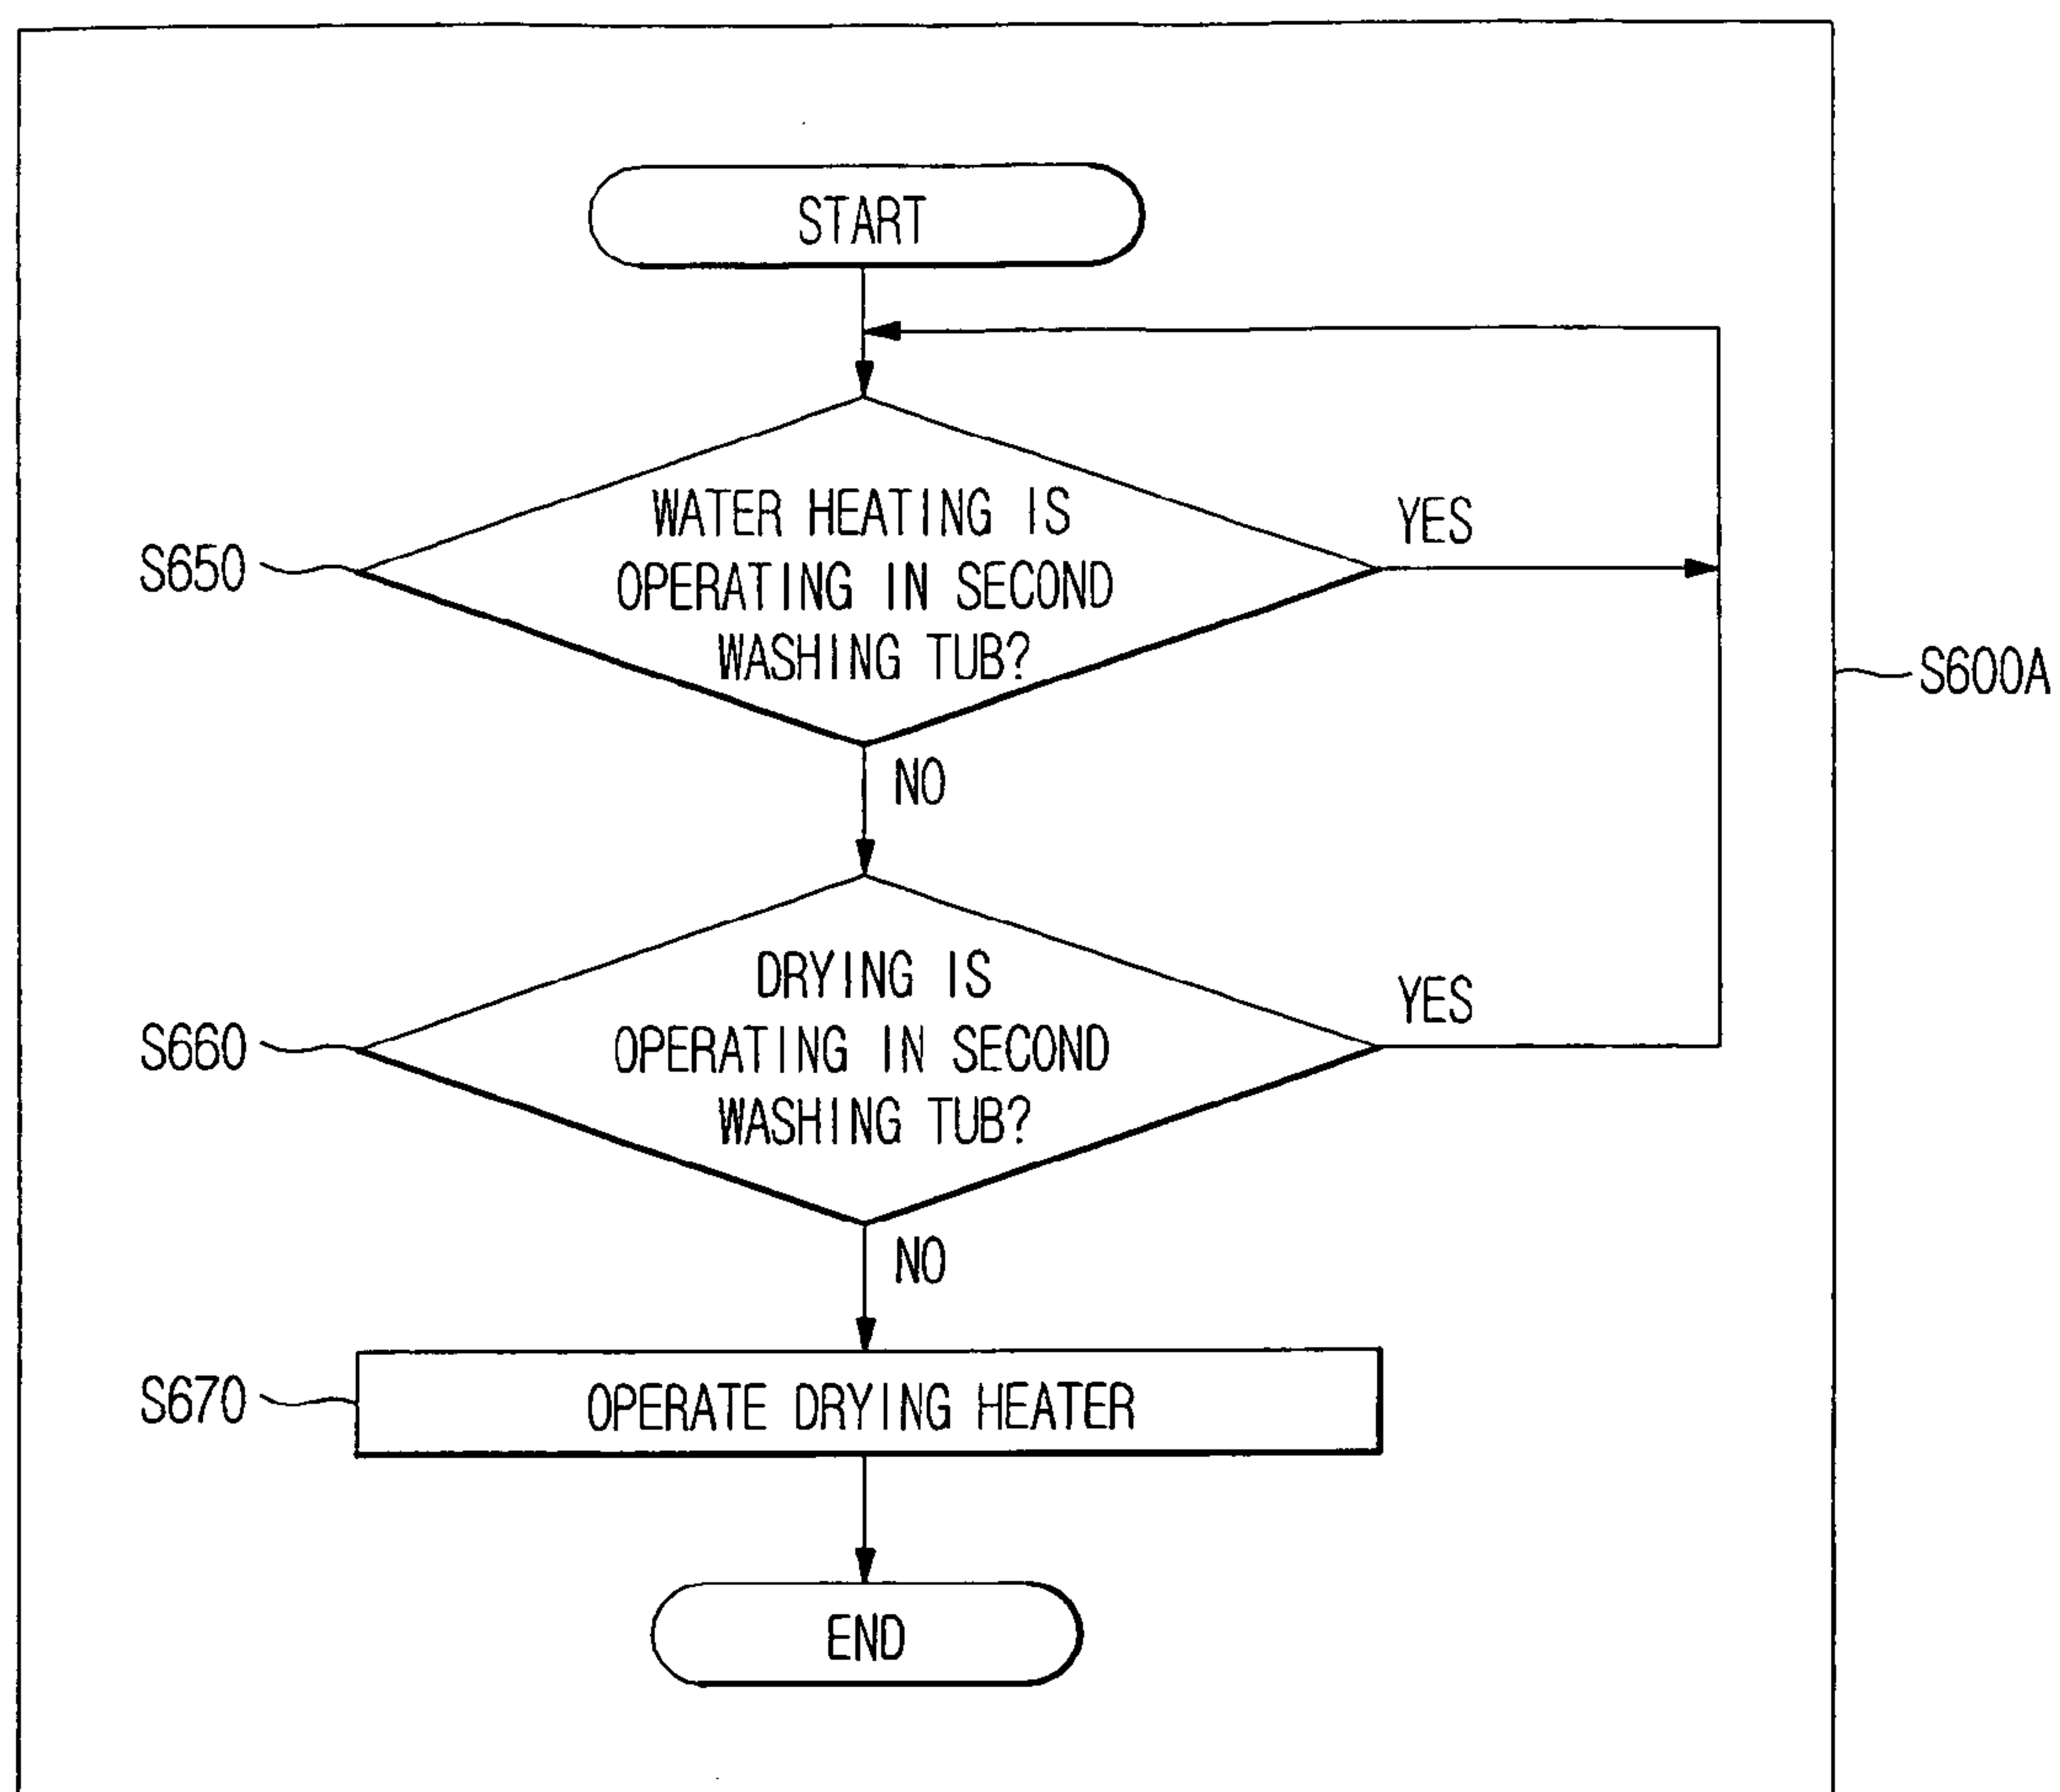 START
WATER HEATING IS
OPERATING IN SECOND
WASHING TUB?
YES
S650
S600A
NO
DRYING IS
OPERATING IN SECOND
WASHING TUB?
YES
S660
NO
S670
OPERATE DRYING HEATER
END